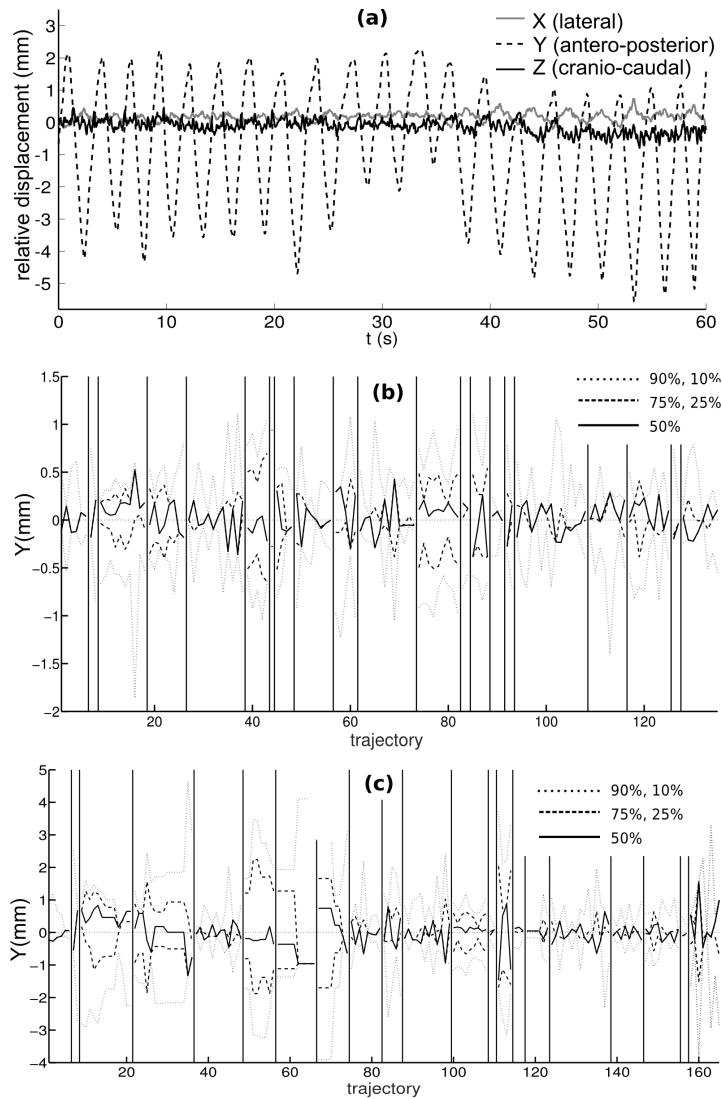 (a)
X (lateral)
Y (antero-posterior)
Z (cranio-caudal)
relative displacement (mm)
3
2
1
0
-1
-2
-3
-4
-5
0 10 20 30 40 50 60
t (s)
(b)
90%, 10%
75%, 25%
50%
Y(mm)
1.5
1
0.5
0
−0.5
−1
−1.5
−2
20 40 60 80 100 120
trajectory
(c)
90%, 10%
75%, 25%
50%
Y(mm)
5
4
3
2
1
0
−1
−2
−3
−4
20 40 60 80 100 120 140 160
trajectory